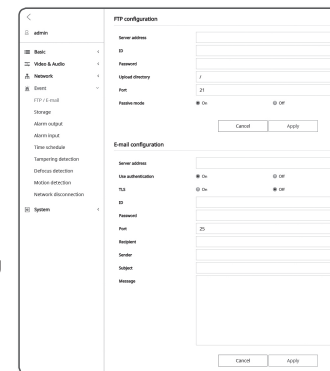 admin
Basic
Video & Audio
Network
Event
FTP / E-mail
Storage
Alarm output
Alarm input
Time schedule
Tampering detection
Defocus detection
Motion detection
Network disconnection
System
FTP configuration
Server address
ID
Password
Upload directory /
Port 21
Passive mode On Off
Cancel Apply
E-mail configuration
Server address
Use authentication On Off
TLS On Off
ID
Password
Port 25
Recipient
Sender
Subject
Message
Cancel Apply